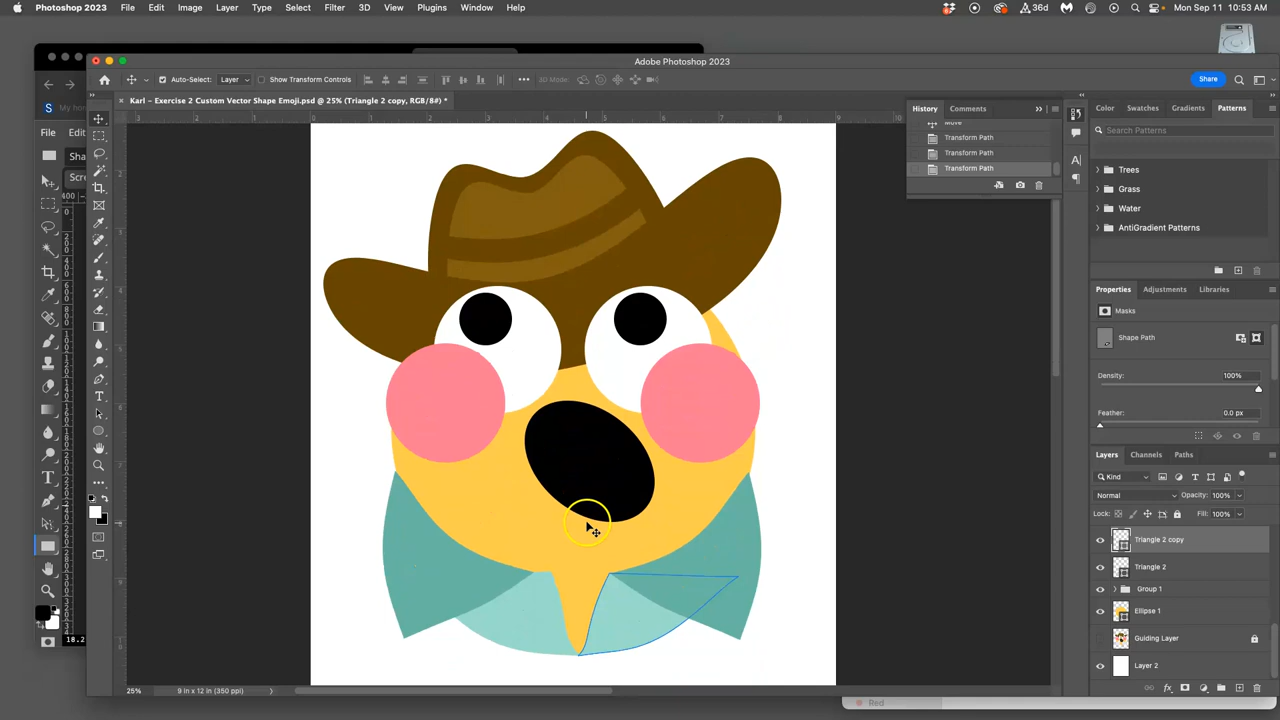 Photoshop 2023 File Edit Image Layer Type Select Filter 3D View Plugins Window Help 36d Mon Sep 11 10:53 AM
Adobe Photoshop 2023
Auto-Select: Layer Show Transform Controls ••• 3D Mode: Share
Karl – Exercise 2 Custom Vector Shape Emoji.psd @ 25% (Triangle 2 copy, RGB/8#) *
File
History Comments
Move
Transform Path
Transform Path
Transform Path
Color Swatches Gradients Patterns
Search Patterns
Trees
Grass
Water
AntiGradient Patterns
Properties Adjustments Libraries
Masks
Shape Path
Density: 100%
Feather: 0.0 px
Layers Channels Paths
Kind
Normal Opacity: 100%
Lock: Fill: 100%
Triangle 2 copy
Triangle 2
Group 1
Ellipse 1
Guiding Layer
Layer 2
25% 9 in x 12 in (350 ppi)
Red